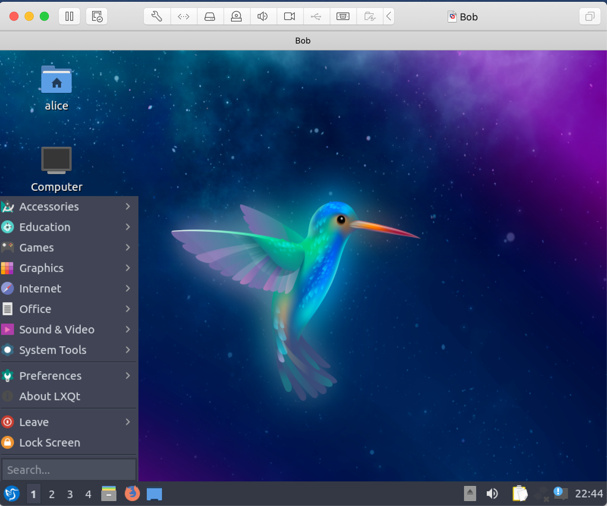 Bob
Bob
alice
Computer
Accessories
Education
Games
Graphics
Internet
Office
Sound & Video
System Tools
Preferences
About LXQt
Leave
Lock Screen
Search...
1 2 3 4 22:44